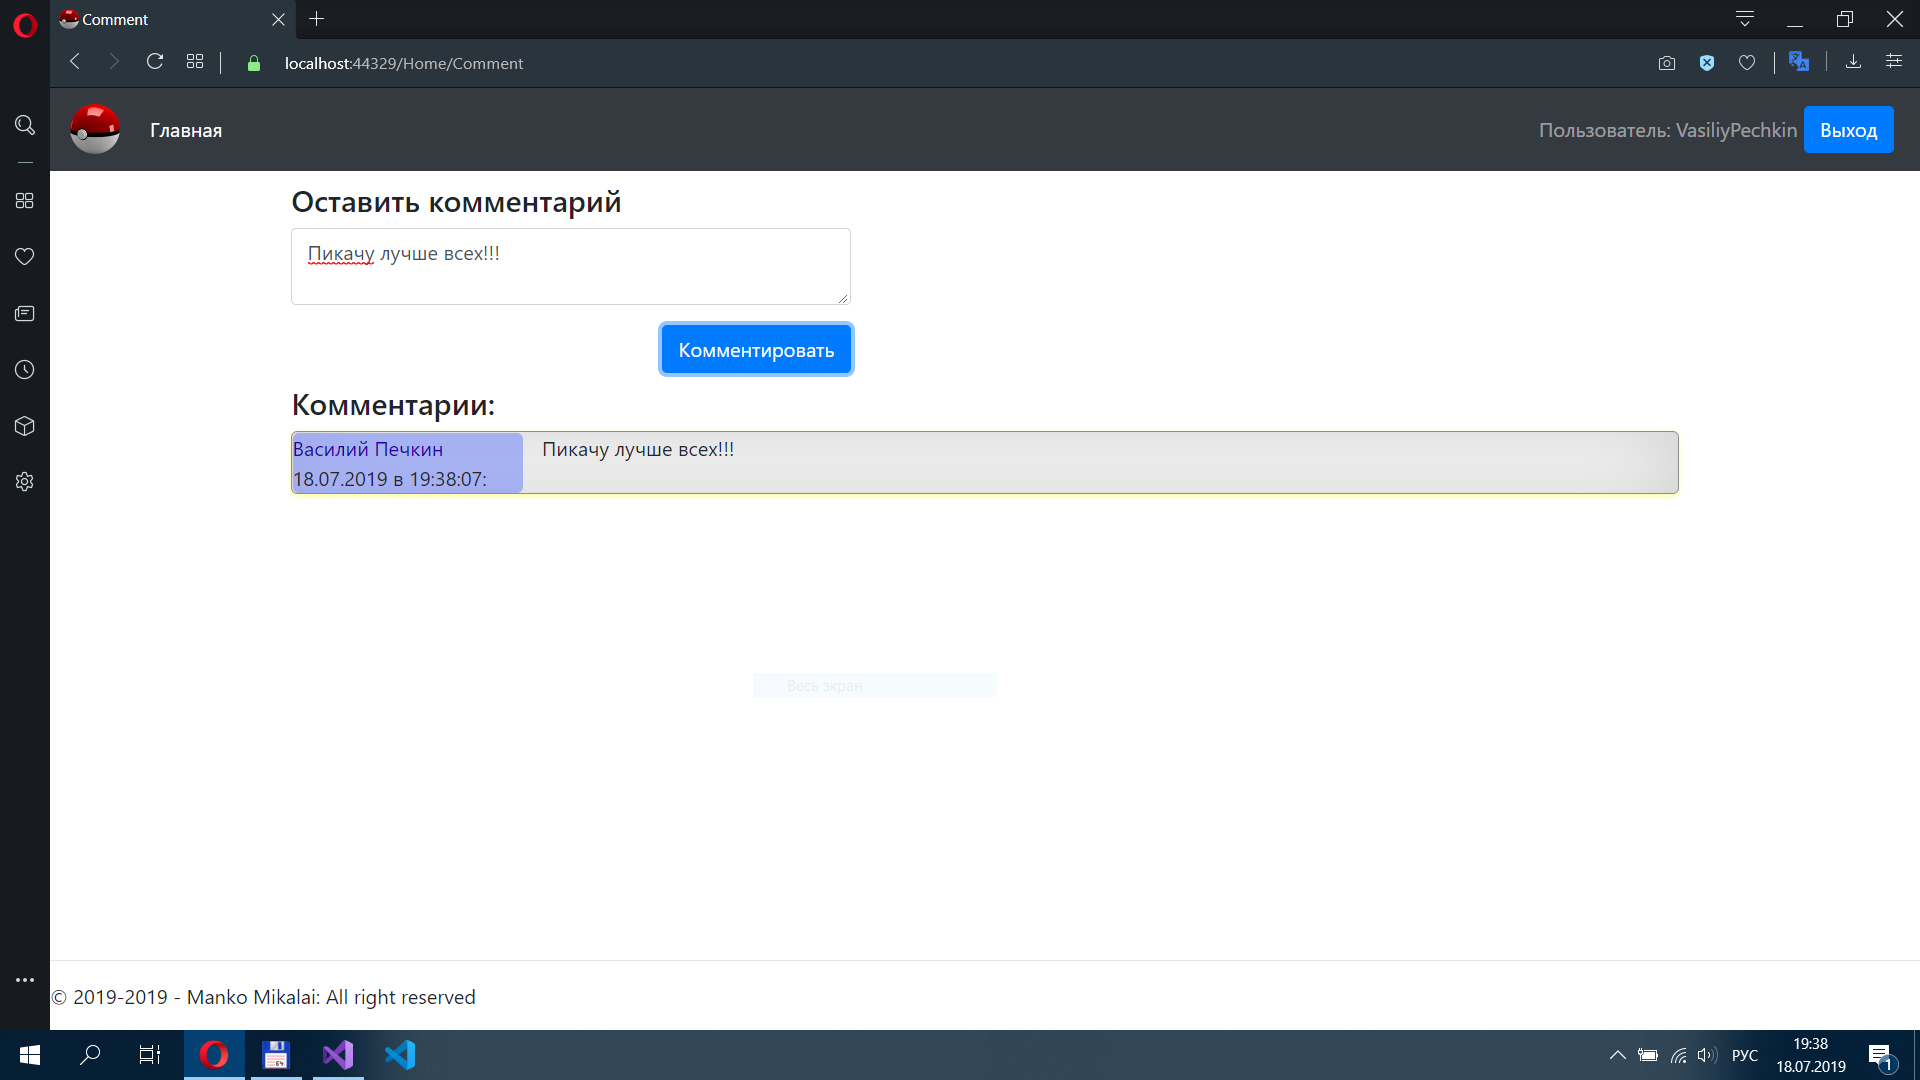 Comment
localhost:44329/Home/Comment
Главная
Пользователь: VasiliyPechkin
Выход
Оставить комментарий
Пикачу лучше всех!!!
Комментировать
Комментарии:
Василий Печкин
18.07.2019 в 19:38:07:
Пикачу лучше всех!!!
Весь экран
© 2019-2019 - Manko Mikalai: All right reserved
64
РУС
19:38
18.07.2019
1